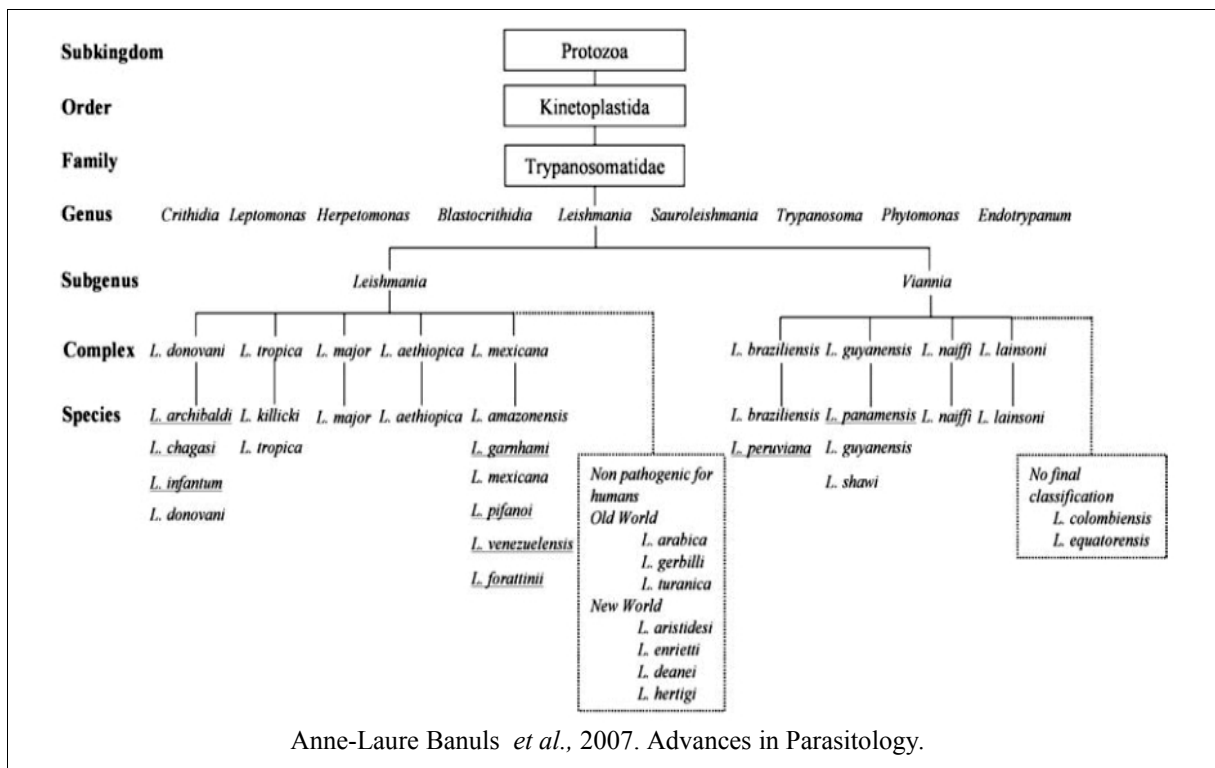 Subkingdom Protozoa
Order Kinetoplastida
Family Trypanosomatidae
Genus Crithidia Leptomonas Herpetomonas Blastocrithidia Leishmania Sauroleishmania Trypanosoma Phytomonas Endotrypanum
Subgenus Leishmania Viannia
Complex L. donovani L. tropica L. major L. aethiopica L. mexicana L. braziliensis L. guyanensis L. naiffi L. lainsoni
Species L. archibaldi L. killicki L. major L. aethiopica L. amazonensis L. braziliensis L. panamensis L. naiffi L. lainsoni
L. chagasi L. tropica L. garnhami L. peruviana L. guyanensis
L. infantum L. mexicana L. shawi
L. donovani L. pifanoi
L. venezuelensis
L. forattinii
Non pathogenic for
humans
Old World
L. arabica
L. gerbilli
L. turanica
New World
L. aristidesi
L. enrietti
L. deanei
L. hertigi
No final
classification
L. colombiensis
L. equatorensis
Anne-Laure Banuls et al., 2007. Advances in Parasitology.